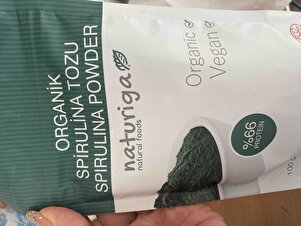 ORGANİK
SPİRULİNA TOZU
SPIRULINA POWDER
naturiga
natural foods
Organic
Vegan
%66
PROTEIN
100